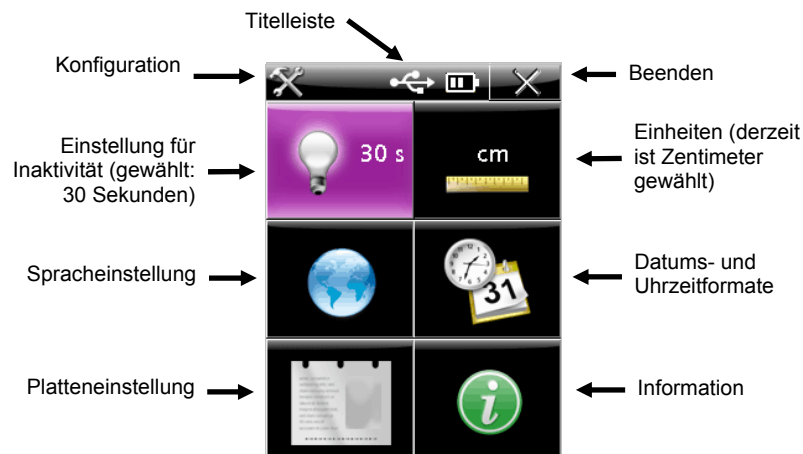 Titelleiste
Konfiguration
Beenden
Einstellung für
Inaktivität (gewählt:
30 Sekunden)
30 s
cm
Einheiten (derzeit
ist Zentimeter
gewählt)
Spracheinstellung
31
Datums- und
Uhrzeitformate
Platteneinstellung
i
Information